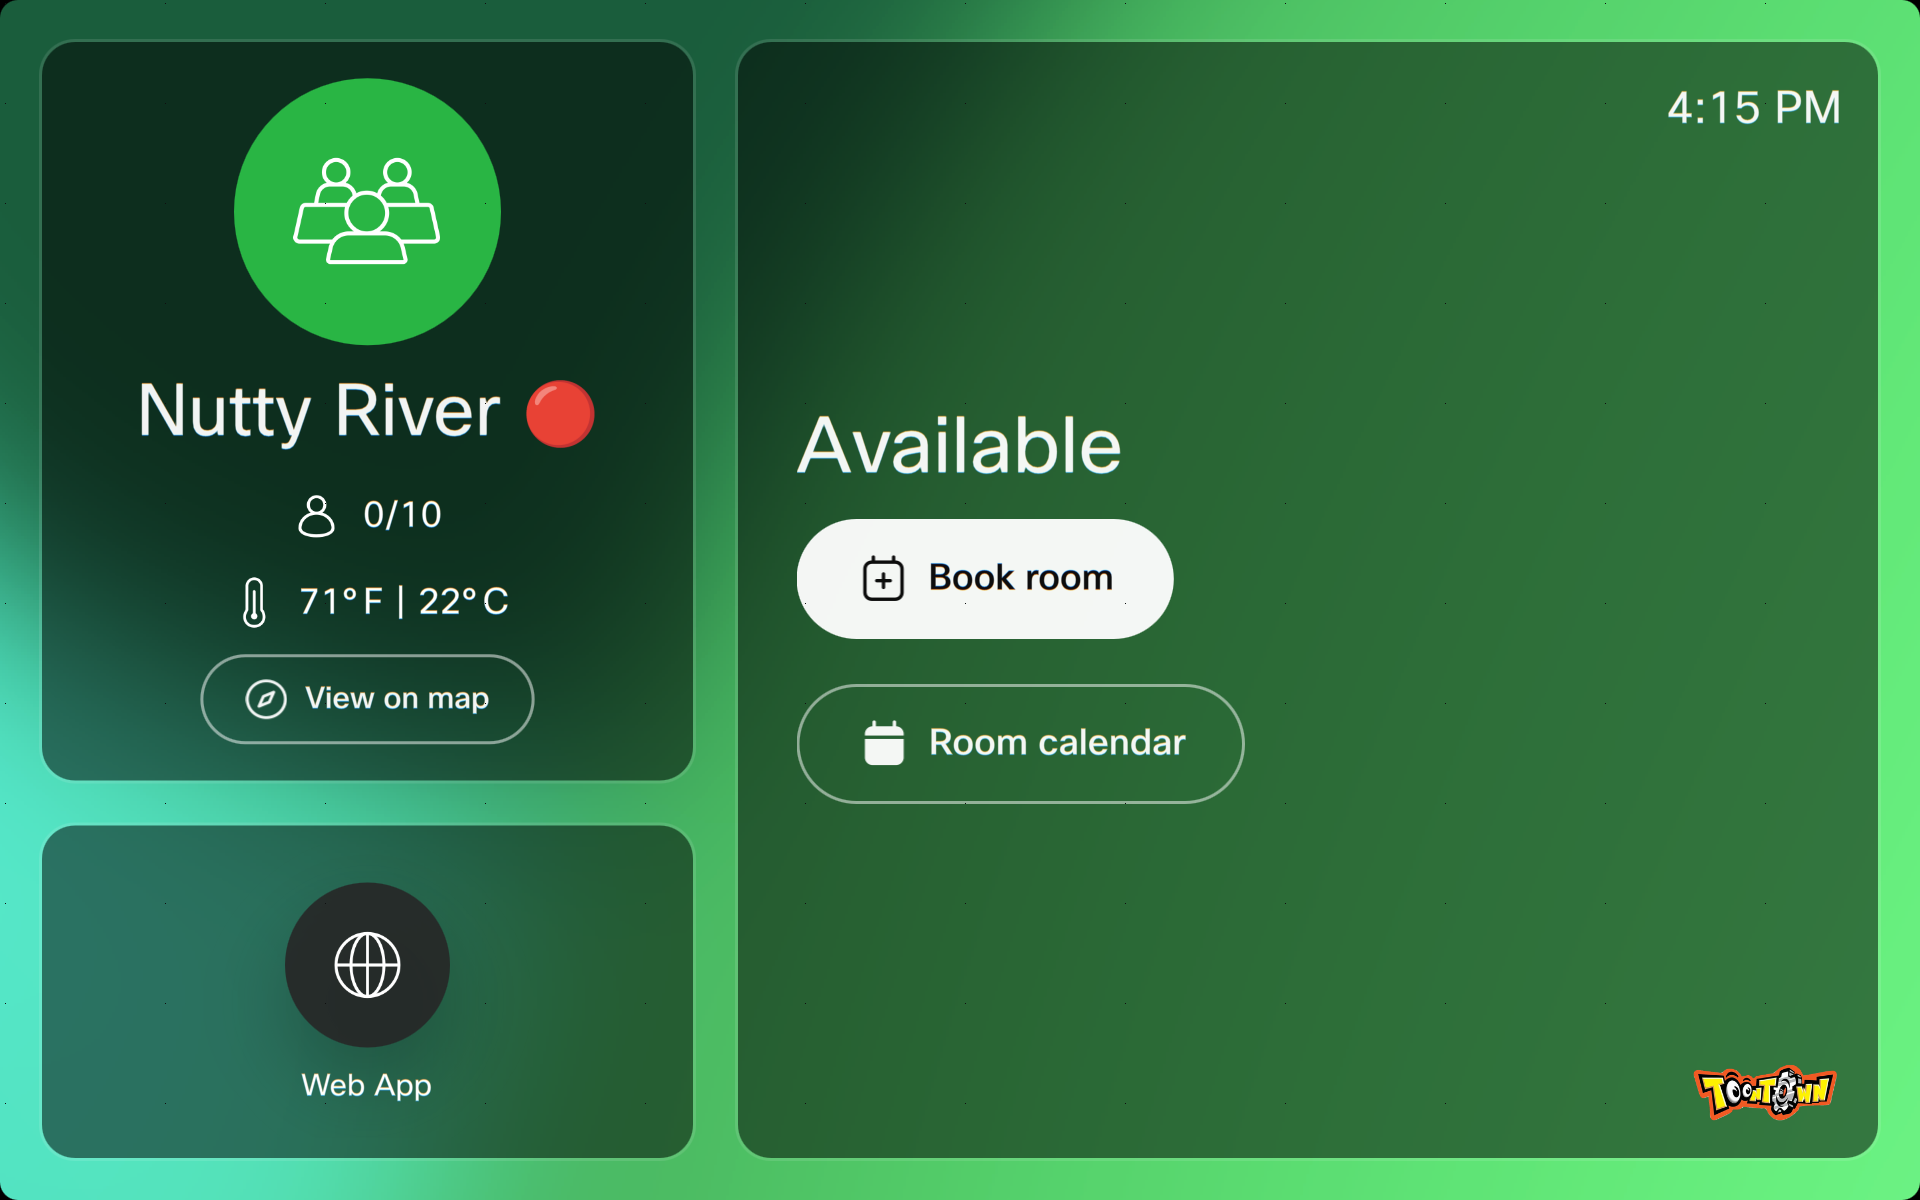 4:15 PM
Nutty River 🔴
0/10
71°F | 22°C
View on map
Available
Book room
Room calendar
Web App
TOONTOWN